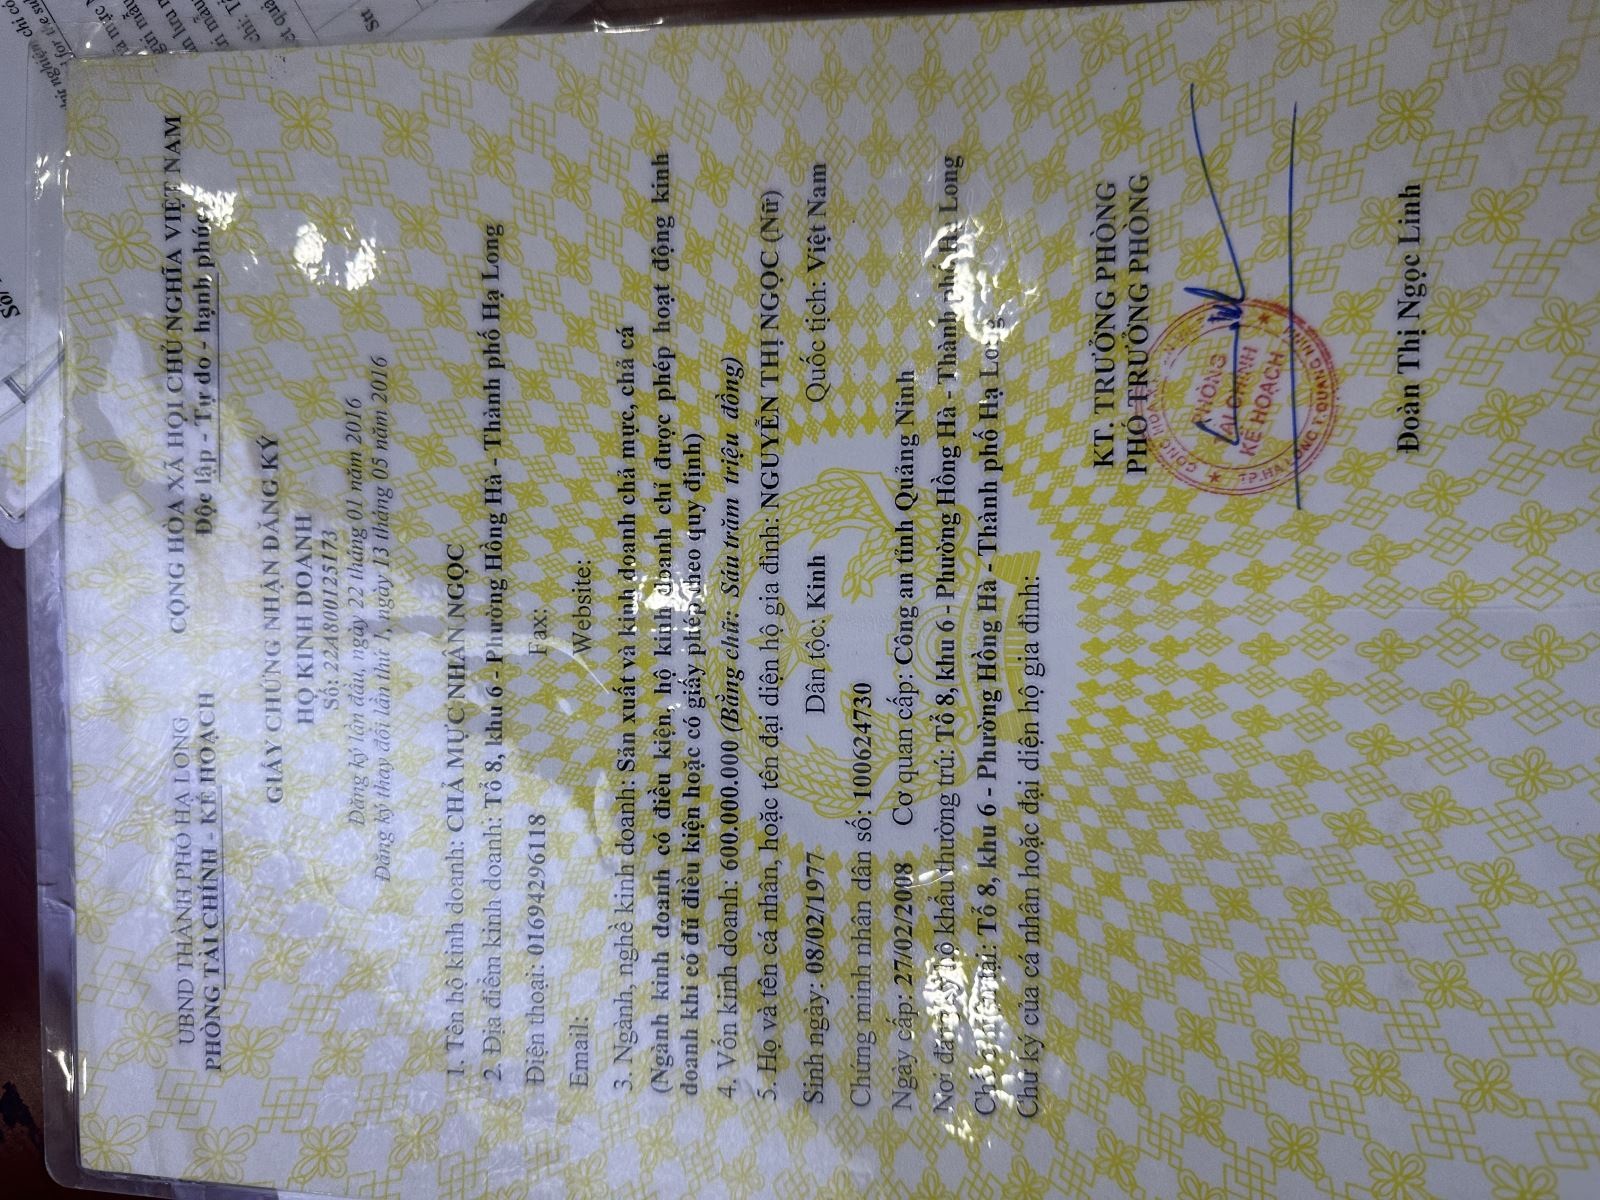 UBND THÀNH PHỐ HẠ LONG
PHÒNG TÀI CHÍNH - KẾ HOẠCH
CỘNG HÒA XÃ HỘI CHỦ NGHĨA VIỆT NAM
Độc lập - Tự do - hạnh phúc
GIẤY CHỨNG NHẬN ĐĂNG KÝ
HỘ KINH DOANH
Số: 22A8001251 73
Đăng ký lần đầu, ngày 22 tháng 01 năm 2016
Đăng ký thay đổi lần thứ 1, ngày 13 tháng 05 năm 2016
1. Tên hộ kinh doanh: CHẢ MỰC NHÂN NGỌC
2. Địa điểm kinh doanh: Tổ 8, khu 6 - Phường Hồng Hà - Thành phố Hạ Long
Điện thoại: 01694296118 Fax:
Email: Website:
3. Ngành, nghề kinh doanh: Sản xuất và kinh doanh chả mực, chả cá
(Ngành kinh doanh có điều kiện, hộ kinh doanh chỉ được phép hoạt động kinh
doanh khi có đủ điều kiện hoặc có giấy phép theo quy định)
4. Vốn kinh doanh: 600.000.000 (Bằng chữ: Sáu trăm triệu đồng)
5. Họ và tên cá nhân, hoặc tên đại diện hộ gia đình: NGUYỄN THỊ NGỌC (Nữ)
Sinh ngày: 08/02/1977 Dân tộc: Kinh Quốc tịch: Việt Nam
Chứng minh nhân dân số: 100624730
Ngày cấp: 27/02/2008 Cơ quan cấp: Công an tỉnh Quảng Ninh
Nơi đăng ký hộ khẩu thường trú: Tổ 8, khu 6 - Phường Hồng Hà - Thành phố Hạ Long
Chỗ ở hiện tại: Tổ 8, khu 6 - Phường Hồng Hà - Thành phố Hạ Long
Chữ ký của cá nhân hoặc đại diện hộ gia đình:
KT. TRƯỞNG PHÒNG
PHÓ TRƯỞNG PHÒNG
PHÒNG
TÀI CHÍNH
KẾ HOẠCH
Đoàn Thị Ngọc Linh